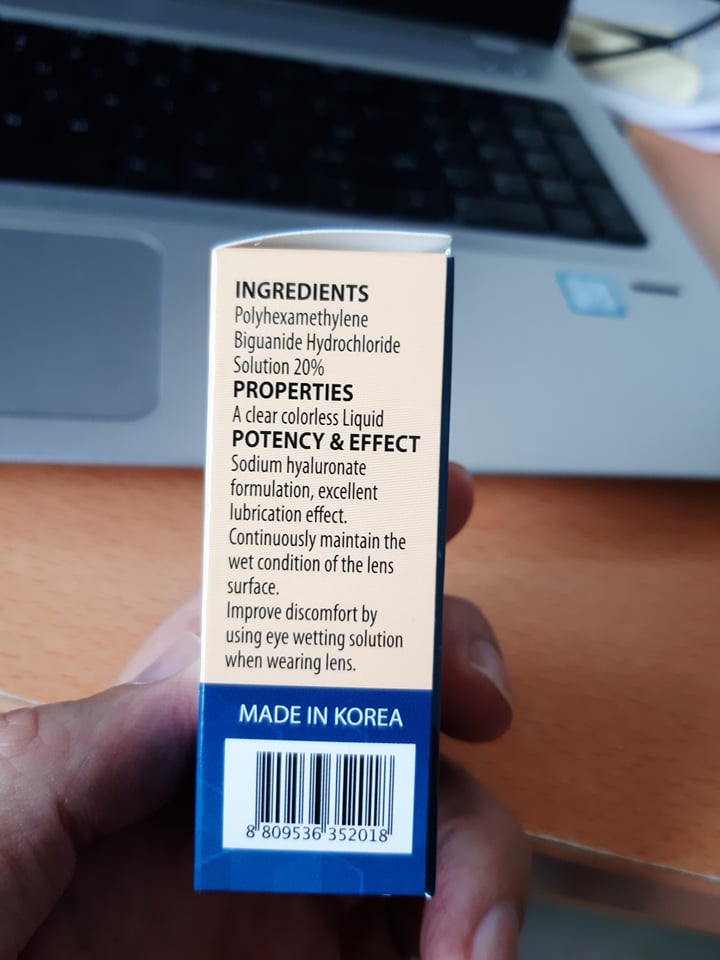 INGREDIENTS
Polyhexamethylene
Biguanide Hydrochloride
Solution 20%
PROPERTIES
A clear colorless Liquid
POTENCY & EFFECT
Sodium hyaluronate
formulation, excellent
lubrication effect.
Continuously maintain the
wet condition of the lens
surface.
Improve discomfort by
using eye wetting solution
when wearing lens.
MADE IN KOREA
8 809536 352018